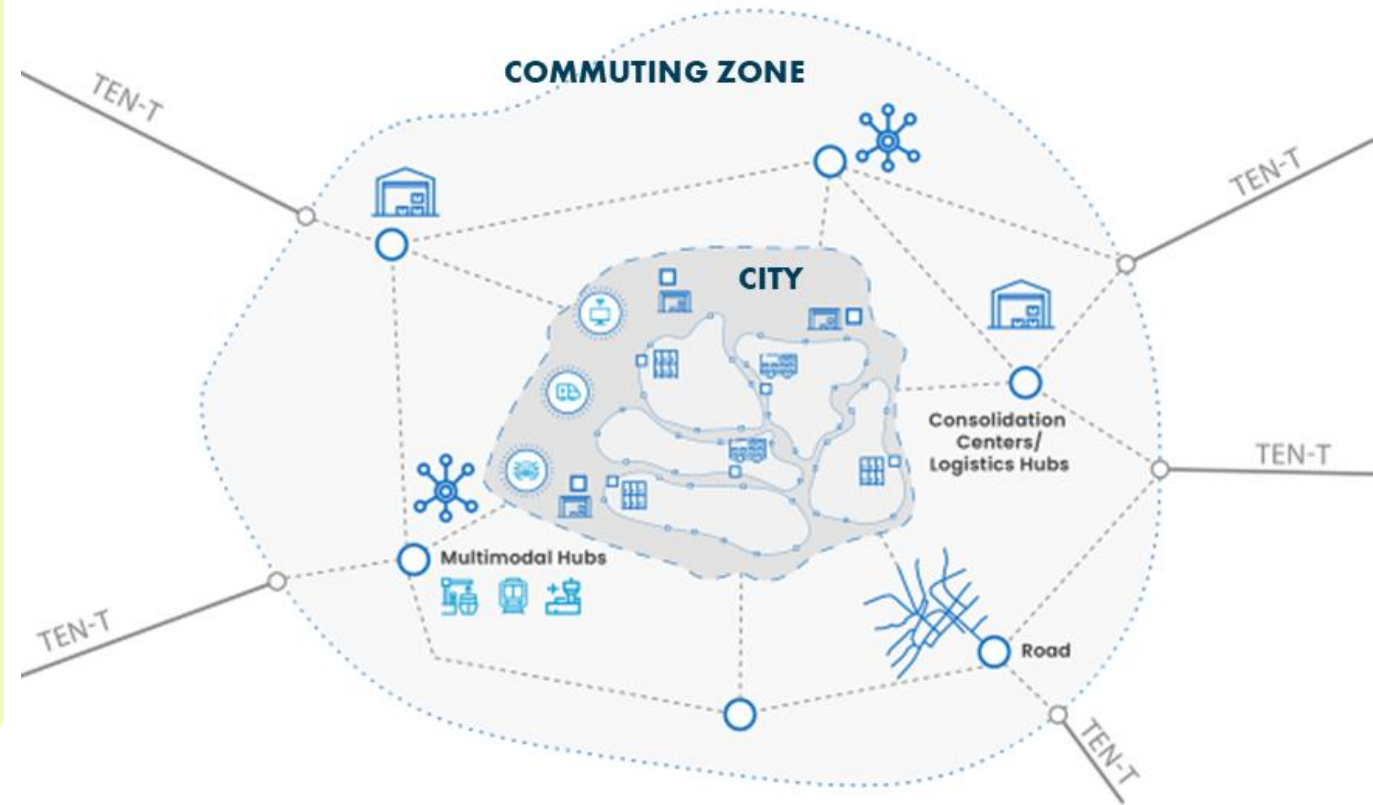 COMMUTING ZONE
TEN-T
TEN-T
CITY
Consolidation
Centers/
Logistics Hubs
TEN-T
Multimodal Hubs
TEN-T
Road
TEN-T